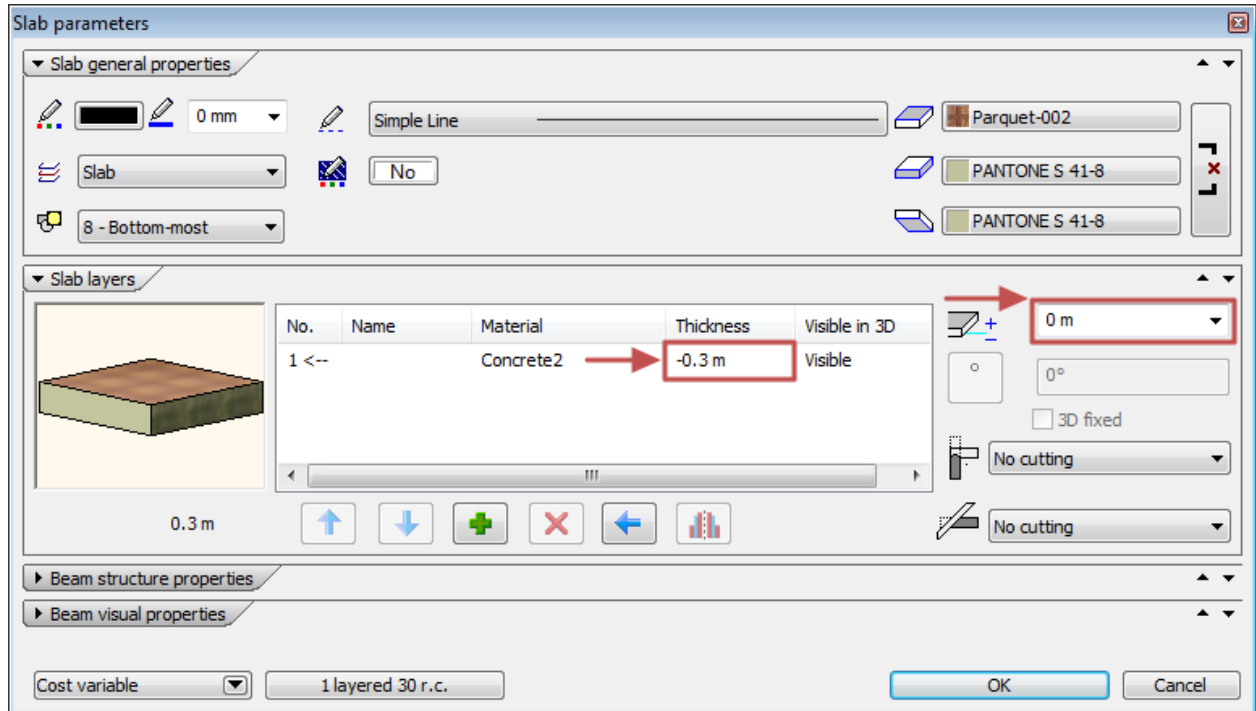 Slab parameters
Slab general properties
0 mm
Simple Line
Parquet-002
Slab
No
PANTONE S 41-8
8 - Bottom-most
PANTONE S 41-8
Slab layers
No. Name Material Thickness Visible in 3D
1 <-- Concrete2 -0.3 m Visible
0 m
0°
3D fixed
No cutting
0.3 m
No cutting
Beam structure properties
Beam visual properties
Cost variable
1 layered 30 r.c.
OK
Cancel